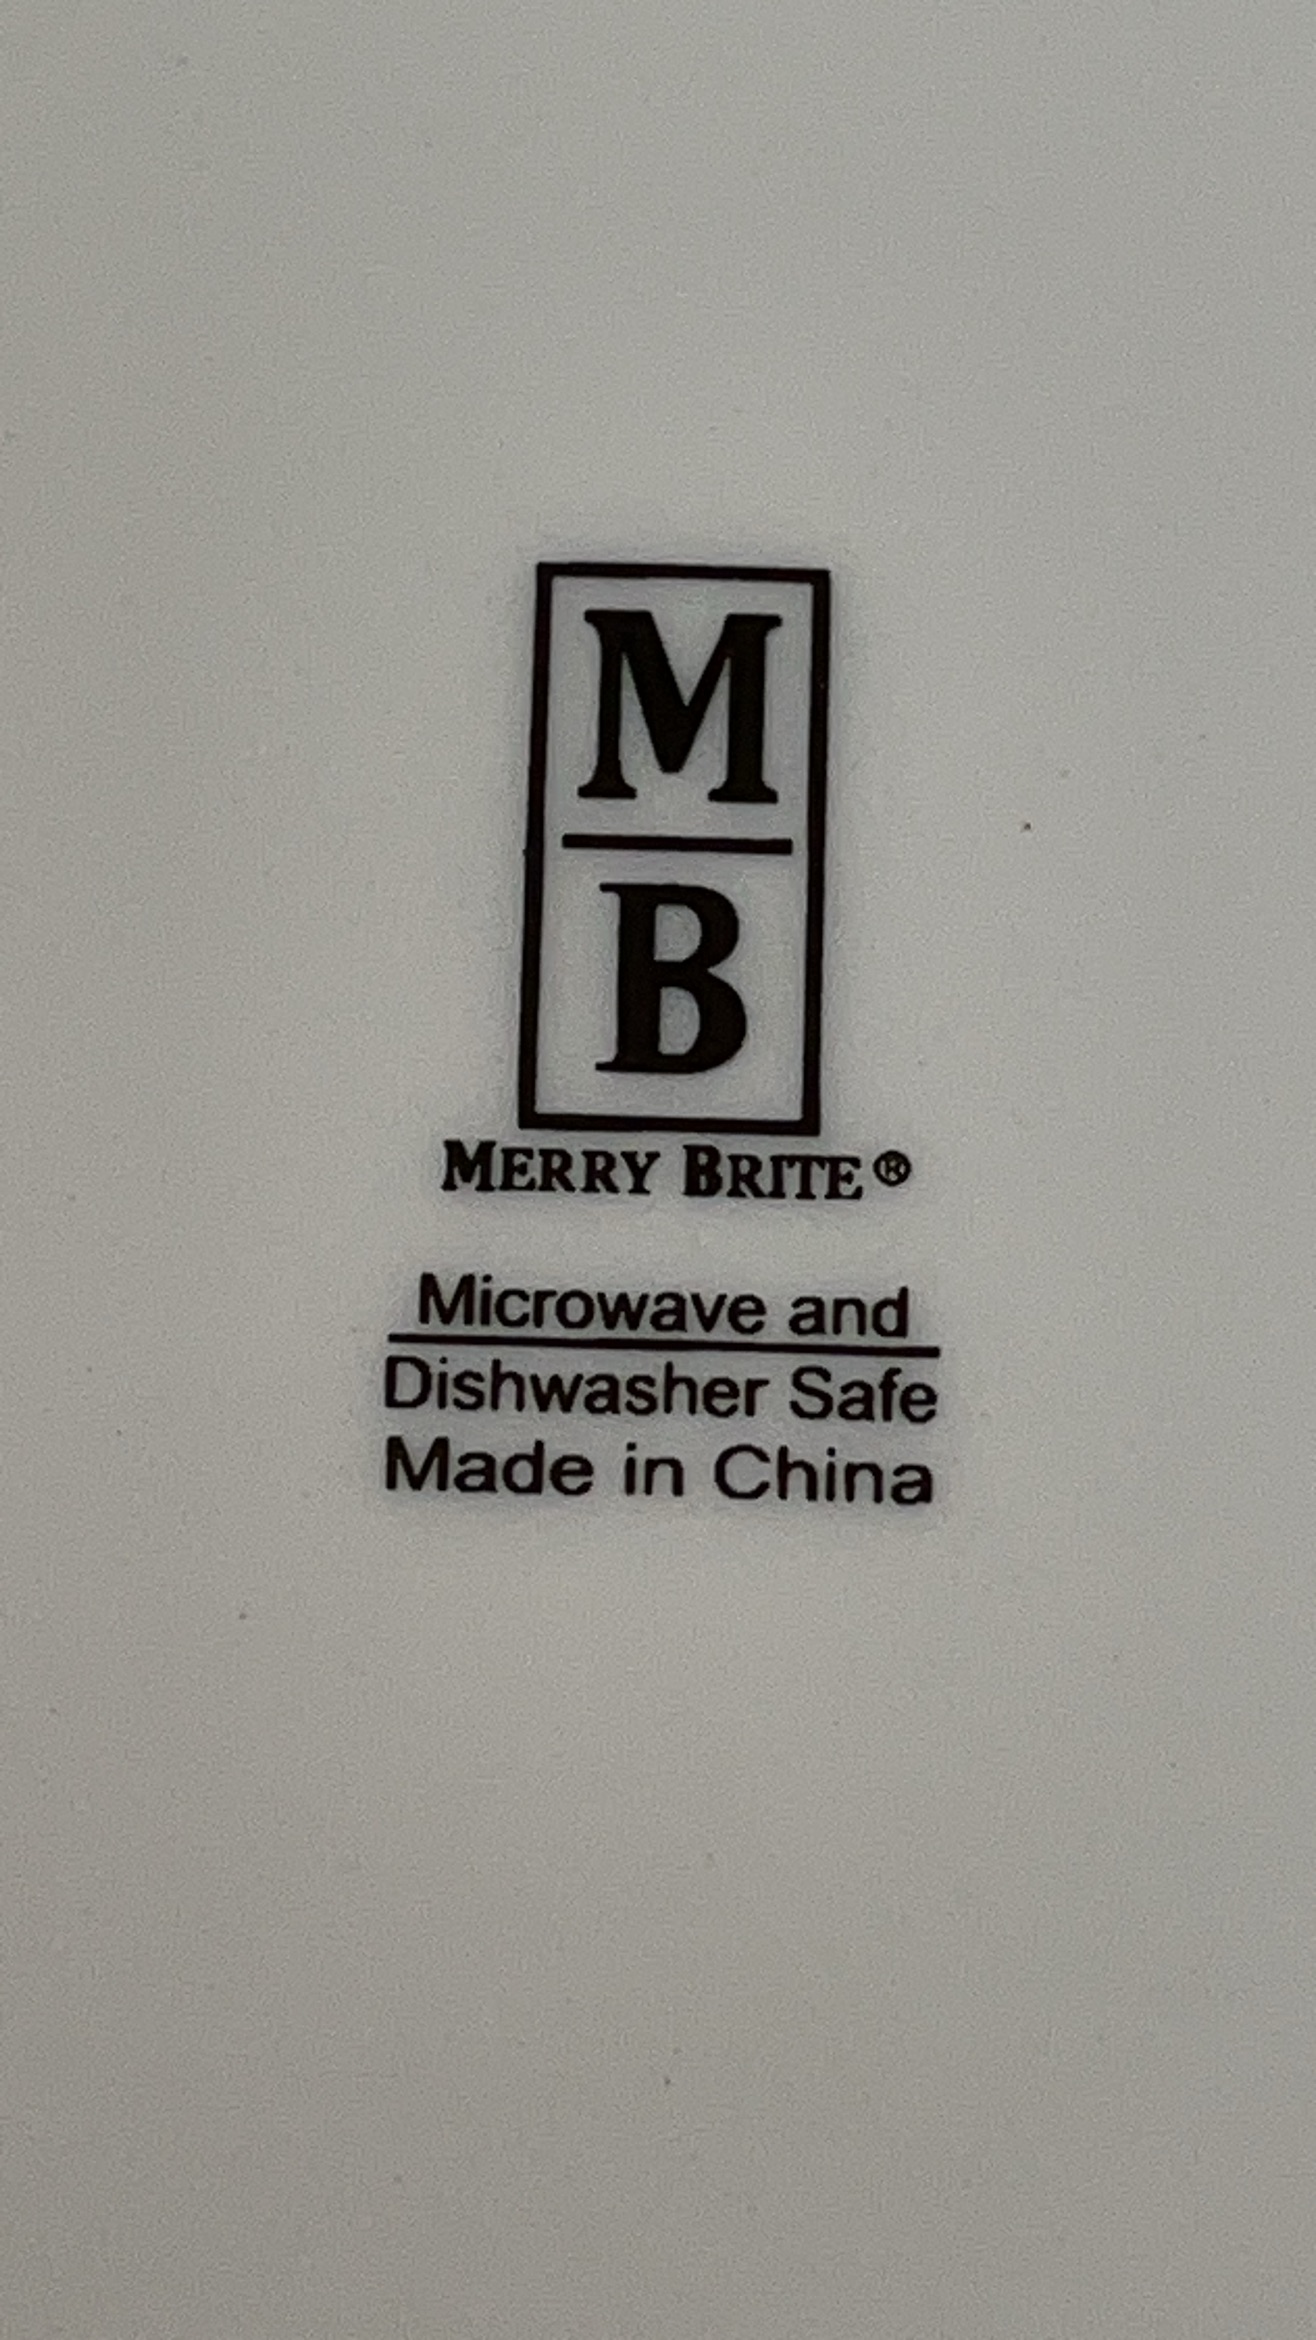 M
B
MERRY BRITE®
Microwave and
Dishwasher Safe
Made in China